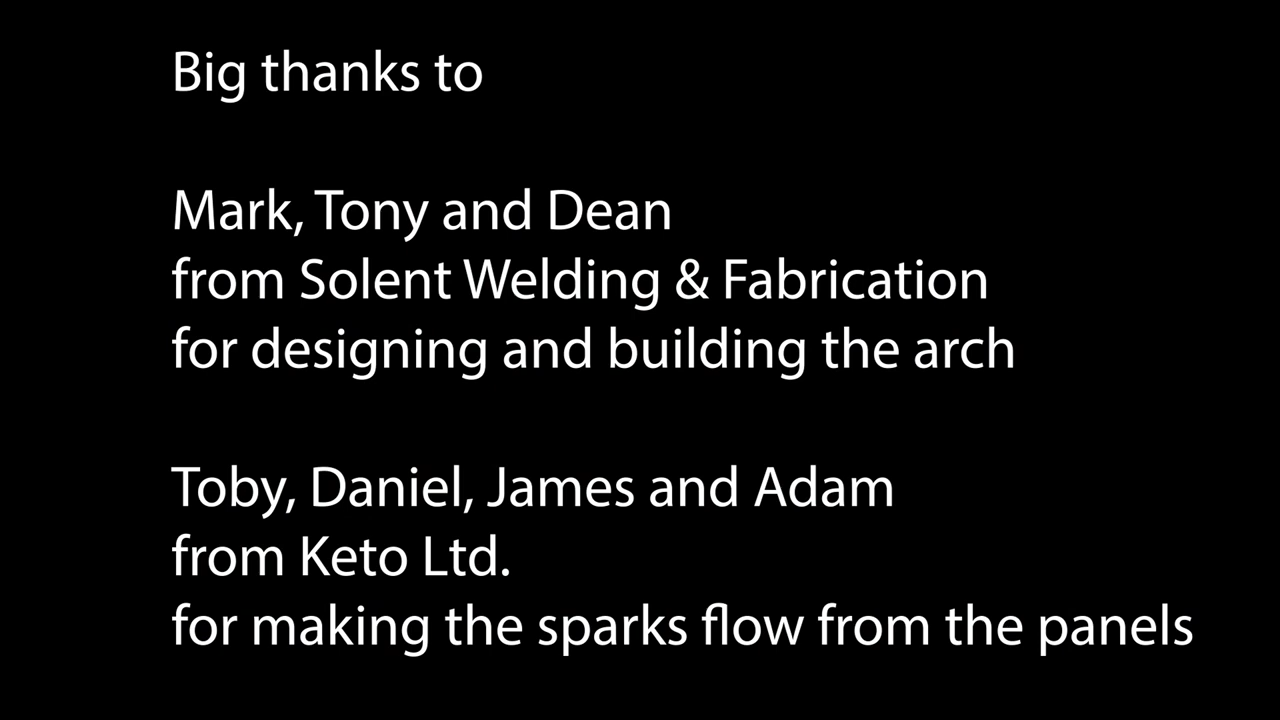 Big thanks to
Mark, Tony and Dean
from Solent Welding & Fabrication
for designing and building the arch
Toby, Daniel, James and Adam
from Keto Ltd.
for making the sparks flow from the panels